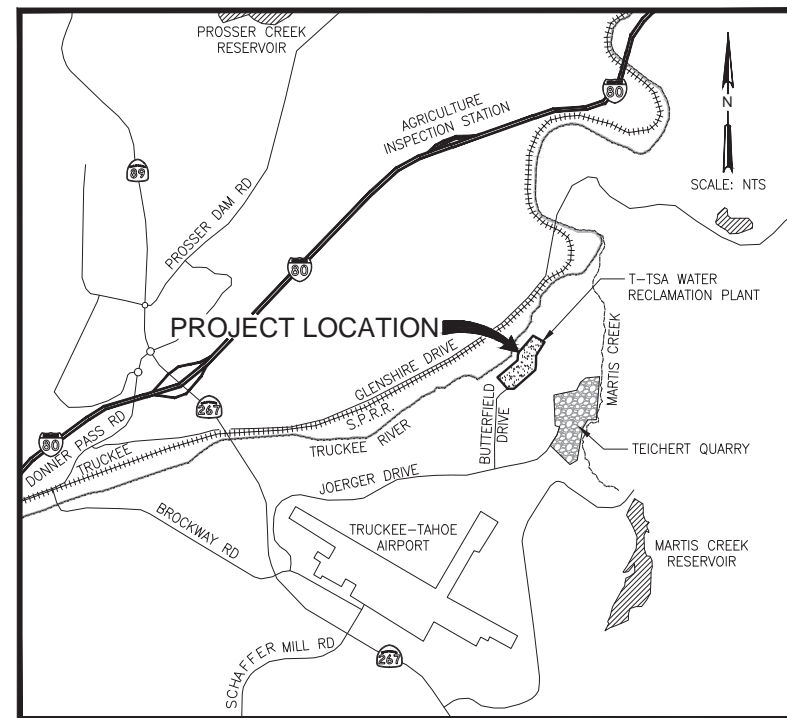 PROSSER CREEK
RESERVOIR
80
AGRICULTURE
INSPECTION STATION
N
SCALE: NTS
89
PROSSER DAM RD
80
T-TSA WATER
RECLAMATION PLANT
PROJECT LOCATION
GLENSHIRE DRIVE
S.P.R.R.
MARTIS CREEK
267
BUTTERFIELD
DRIVE
DONNER PASS RD
80
TRUCKEE
TRUCKEE RIVER
TEICHERT QUARRY
JOERGER DRIVE
BROCKWAY RD
TRUCKEE-TAHOE
AIRPORT
MARTIS CREEK
RESERVOIR
SCHAFFER MILL RD
267